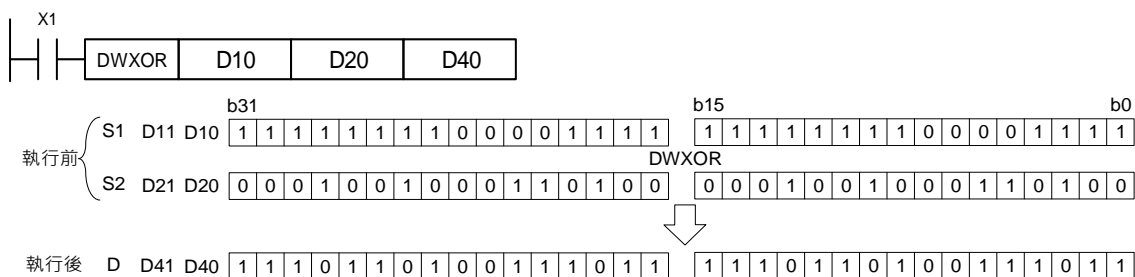 X1
DWXOR D10 D20 D40
b31 b15 b0
S1 D11 D10 1 1 1 1 1 1 1 1 0 0 0 0 1 1 1 1 1 1 1 1 1 1 1 1 0 0 0 0 1 1 1 1
執行前 DWXOR
S2 D21 D20 0 0 0 1 0 0 1 0 0 0 1 1 0 1 0 0 0 0 0 1 0 0 1 0 0 0 1 1 0 1 0 0
執行後 D D41 D40 1 1 1 0 1 1 0 1 0 0 1 1 1 0 1 1 1 1 1 0 1 1 0 1 0 0 1 1 1 0 1 1